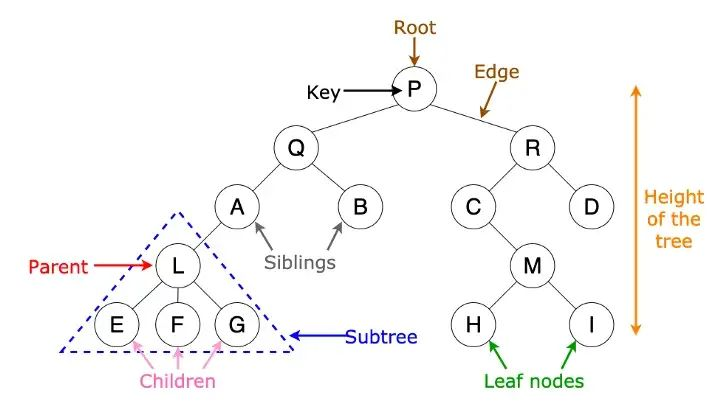 Root
Edge
Key
P
Q
R
A
B
C
D
Height
of the
tree
Siblings
Parent
L
M
E
F
G
H
I
Subtree
Children
Leaf nodes